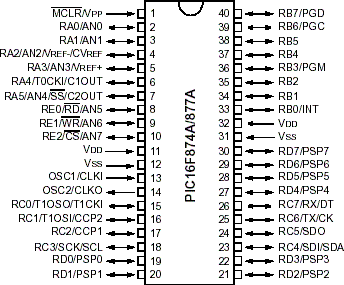 MCLR/VPP 1 40 RB7/PGD
RA0/AN0 2 39 RB6/PGC
RA1/AN1 3 38 RB5
RA2/AN2/VREF-/CVREF 4 37 RB4
RA3/AN3/VREF+ 5 36 RB3/PGM
RA4/T0CKI/C1OUT 6 35 RB2
RA5/AN4/SS/C2OUT 7 34 RB1
RE0/RD/AN5 8 33 RB0/INT
RE1/WR/AN6 9 32 VDD
RE2/CS/AN7 10 31 VSS
VDD 11 30 RD7/PSP7
VSS 12 29 RD6/PSP6
OSC1/CLKI 13 28 RD5/PSP5
OSC2/CLKO 14 27 RD4/PSP4
RC0/T1OSO/T1CKI 15 26 RC7/RX/DT
RC1/T1OSI/CCP2 16 25 RC6/TX/CK
RC2/CCP1 17 24 RC5/SDO
RC3/SCK/SCL 18 23 RC4/SDI/SDA
RD0/PSP0 19 22 RD3/PSP3
RD1/PSP1 20 21 RD2/PSP2
PIC16F874A/877A